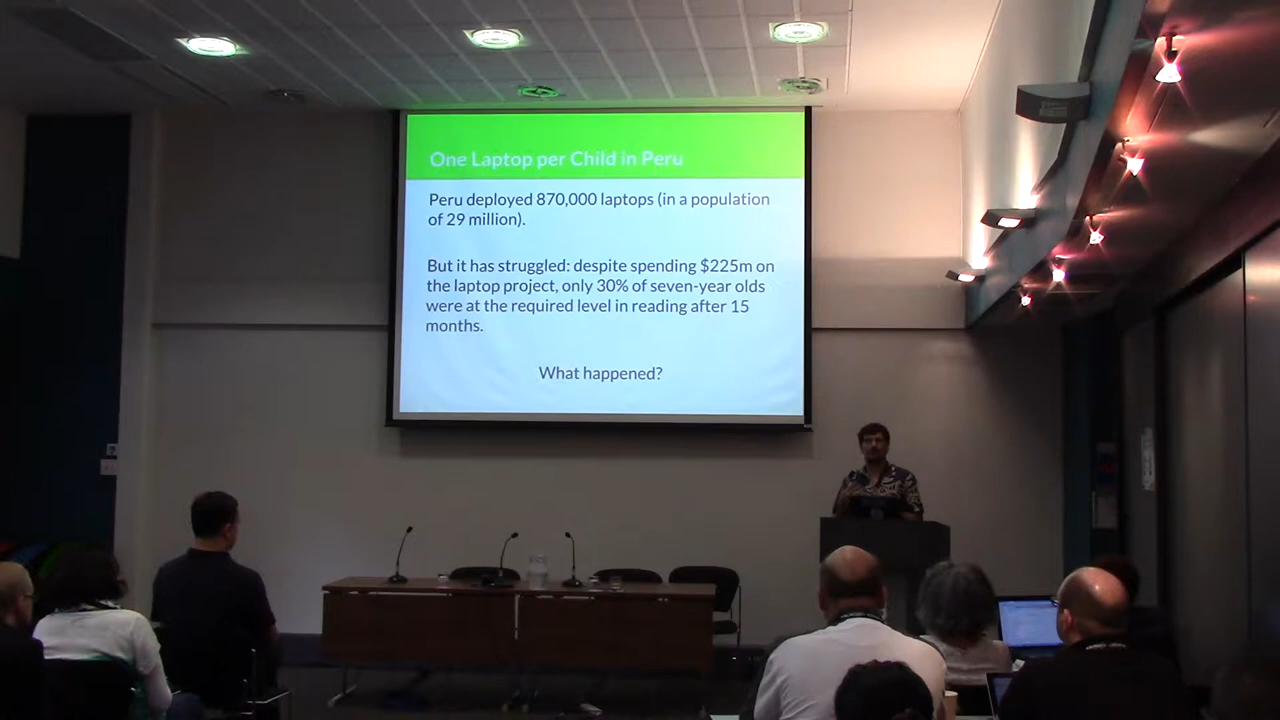 One Laptop per Child in Peru
Peru deployed 870,000 laptops (in a population
of 29 million).
But it has struggled: despite spending $225m on
the laptop project, only 30% of seven-year olds
were at the required level in reading after 15
months.
What happened?